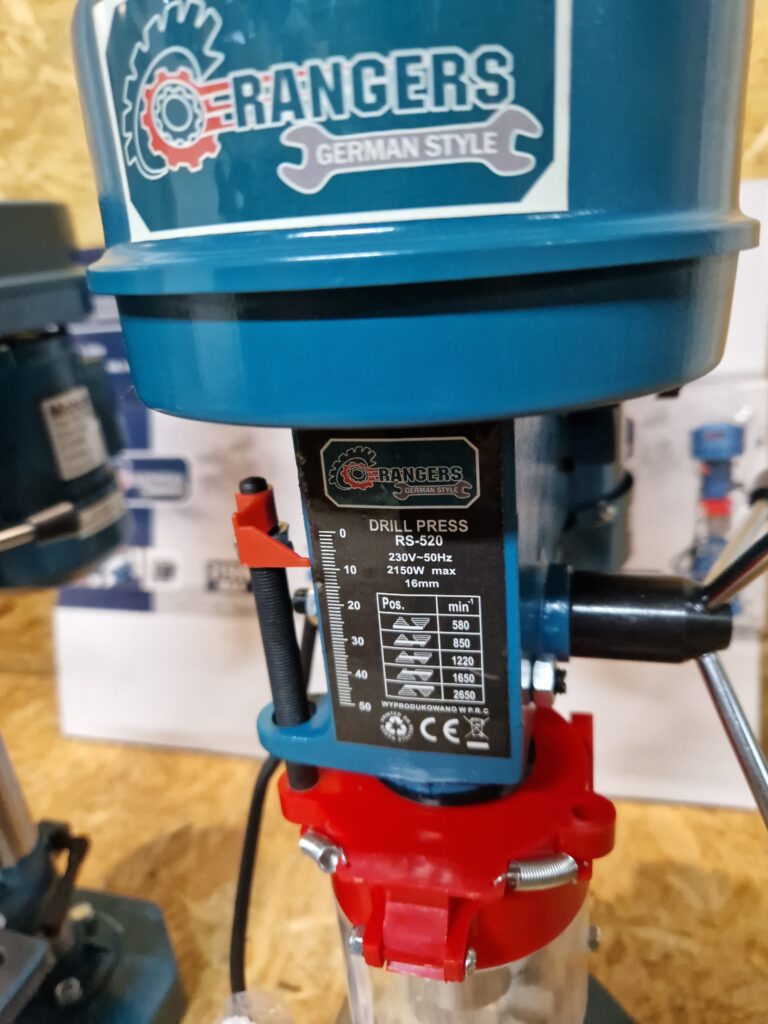 RANGERS
GERMAN STYLE
RANGERS
GERMAN STYLE
DRILL PRESS
RS-520
230V~50Hz
2150W max
16mm
0
10
20
30
40
50
Pos. min⁻¹
580
850
1220
1650
2650
WYPRODUKOWANO W P.R.C
CE